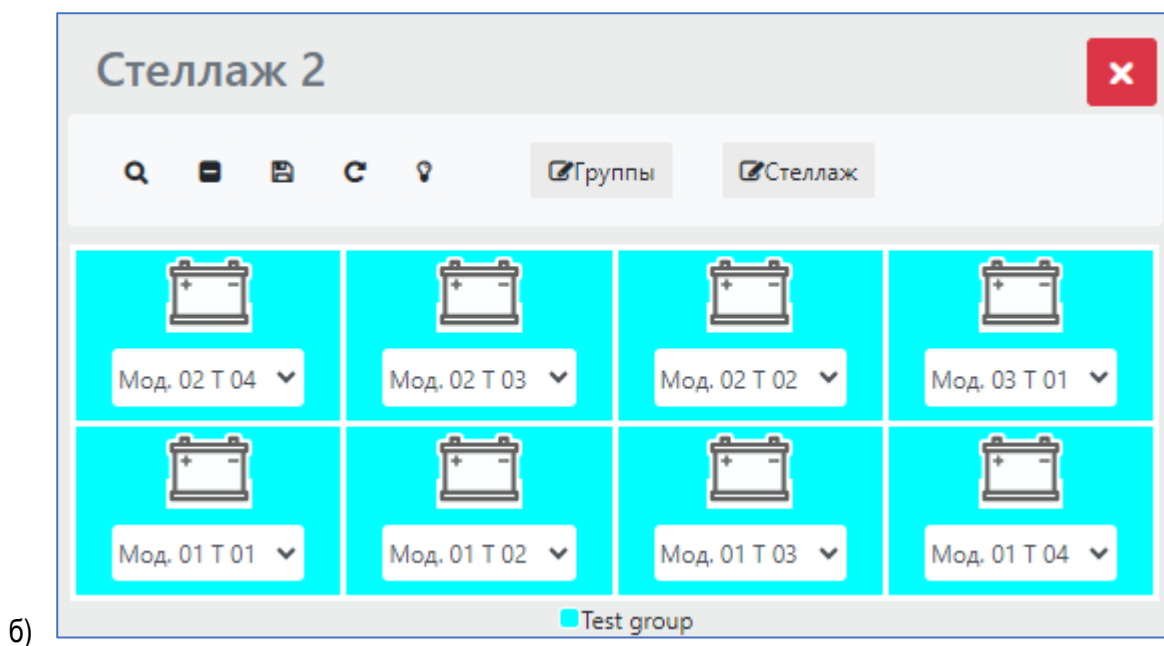 Стеллаж 2
Группы Стеллаж
Мод. 02 Т 04 Мод. 02 Т 03 Мод. 02 Т 02 Мод. 03 Т 01
Мод. 01 Т 01 Мод. 01 Т 02 Мод. 01 Т 03 Мод. 01 Т 04
Test group
б)